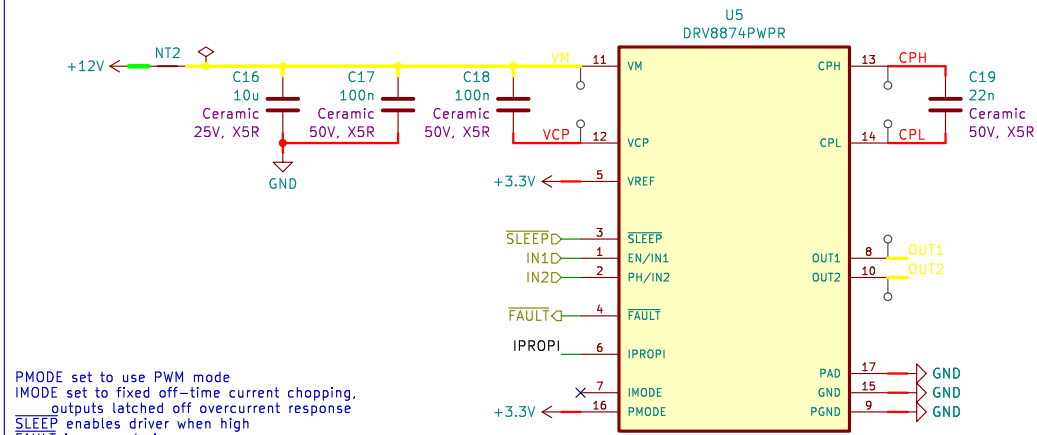 U5
DRV8874PWPR
+12V
NT2
VM
11
VM
CPH
13
CPH
C16
10u
Ceramic
25V, X5R
C17
100n
Ceramic
50V, X5R
C18
100n
Ceramic
50V, X5R
C19
22n
Ceramic
50V, X5R
VCP
12
VCP
CPL
14
CPL
GND
+3.3V
5
VREF
SLEEP
3
SLEEP
IN1
1
EN/IN1
OUT1
8
OUT1
IN2
2
PH/IN2
OUT2
10
OUT2
FAULT
4
FAULT
IPROPI
6
IPROPI
PAD
17
GND
7
IMODE
GND
15
GND
+3.3V
16
PMODE
PGND
9
GND
PMODE set to use PWM mode
IMODE set to fixed off-time current chopping,
outputs latched off overcurrent response
SLEEP enables driver when high